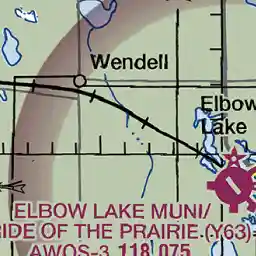 Wendell
Elbow
Lake
ELBOW LAKE MUNI/
RIDE OF THE PRAIRIE (Y63)
AWOS-3 118.075